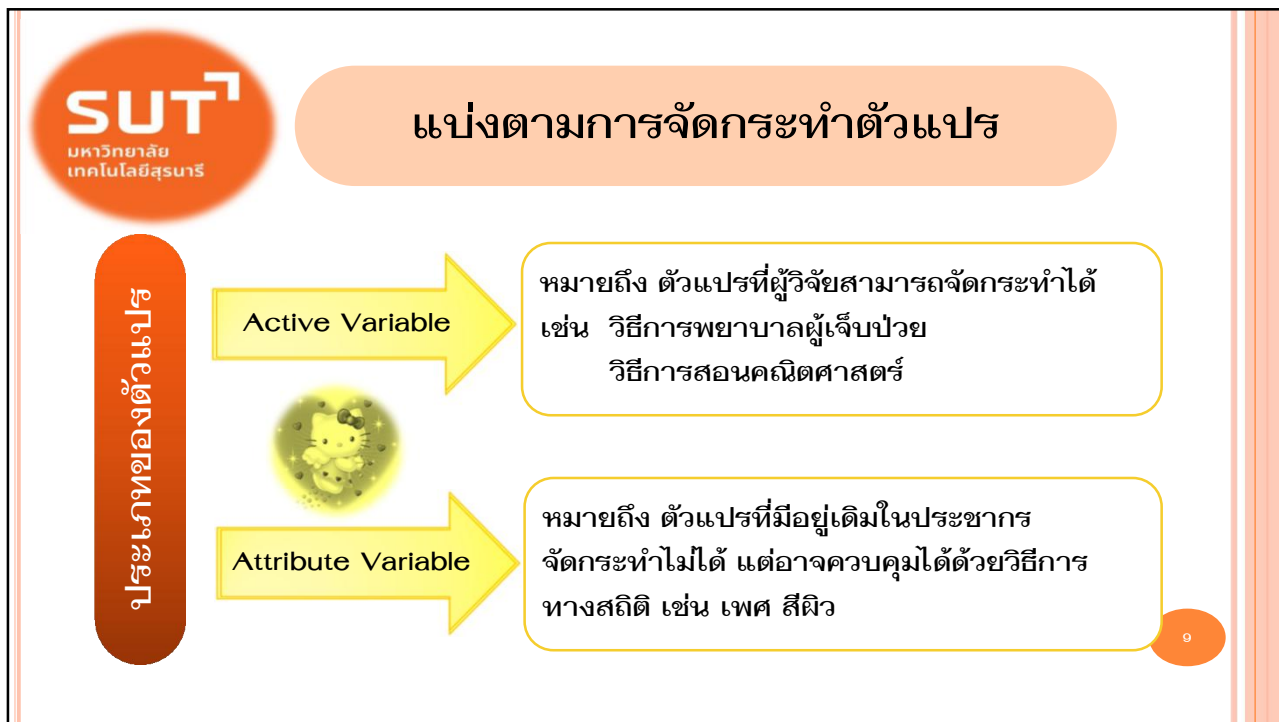 SUT
มหาวิทยาลัย
เทคโนโลยีสุรนารี
แบ่งตามการจัดกระทำตัวแปร
ประเภทของตัวแปร
Active Variable
หมายถึง ตัวแปรที่ผู้วิจัยสามารถจัดกระทำได้
เช่น วิธีการพยาบาลผู้เจ็บป่วย
วิธีการสอนคณิตศาสตร์
Attribute Variable
หมายถึง ตัวแปรที่มีอยู่เดิมในประชากร
จัดกระทำไม่ได้ แต่อาจควบคุมได้ด้วยวิธีการ
ทางสถิติ เช่น เพศ สีผิว
9